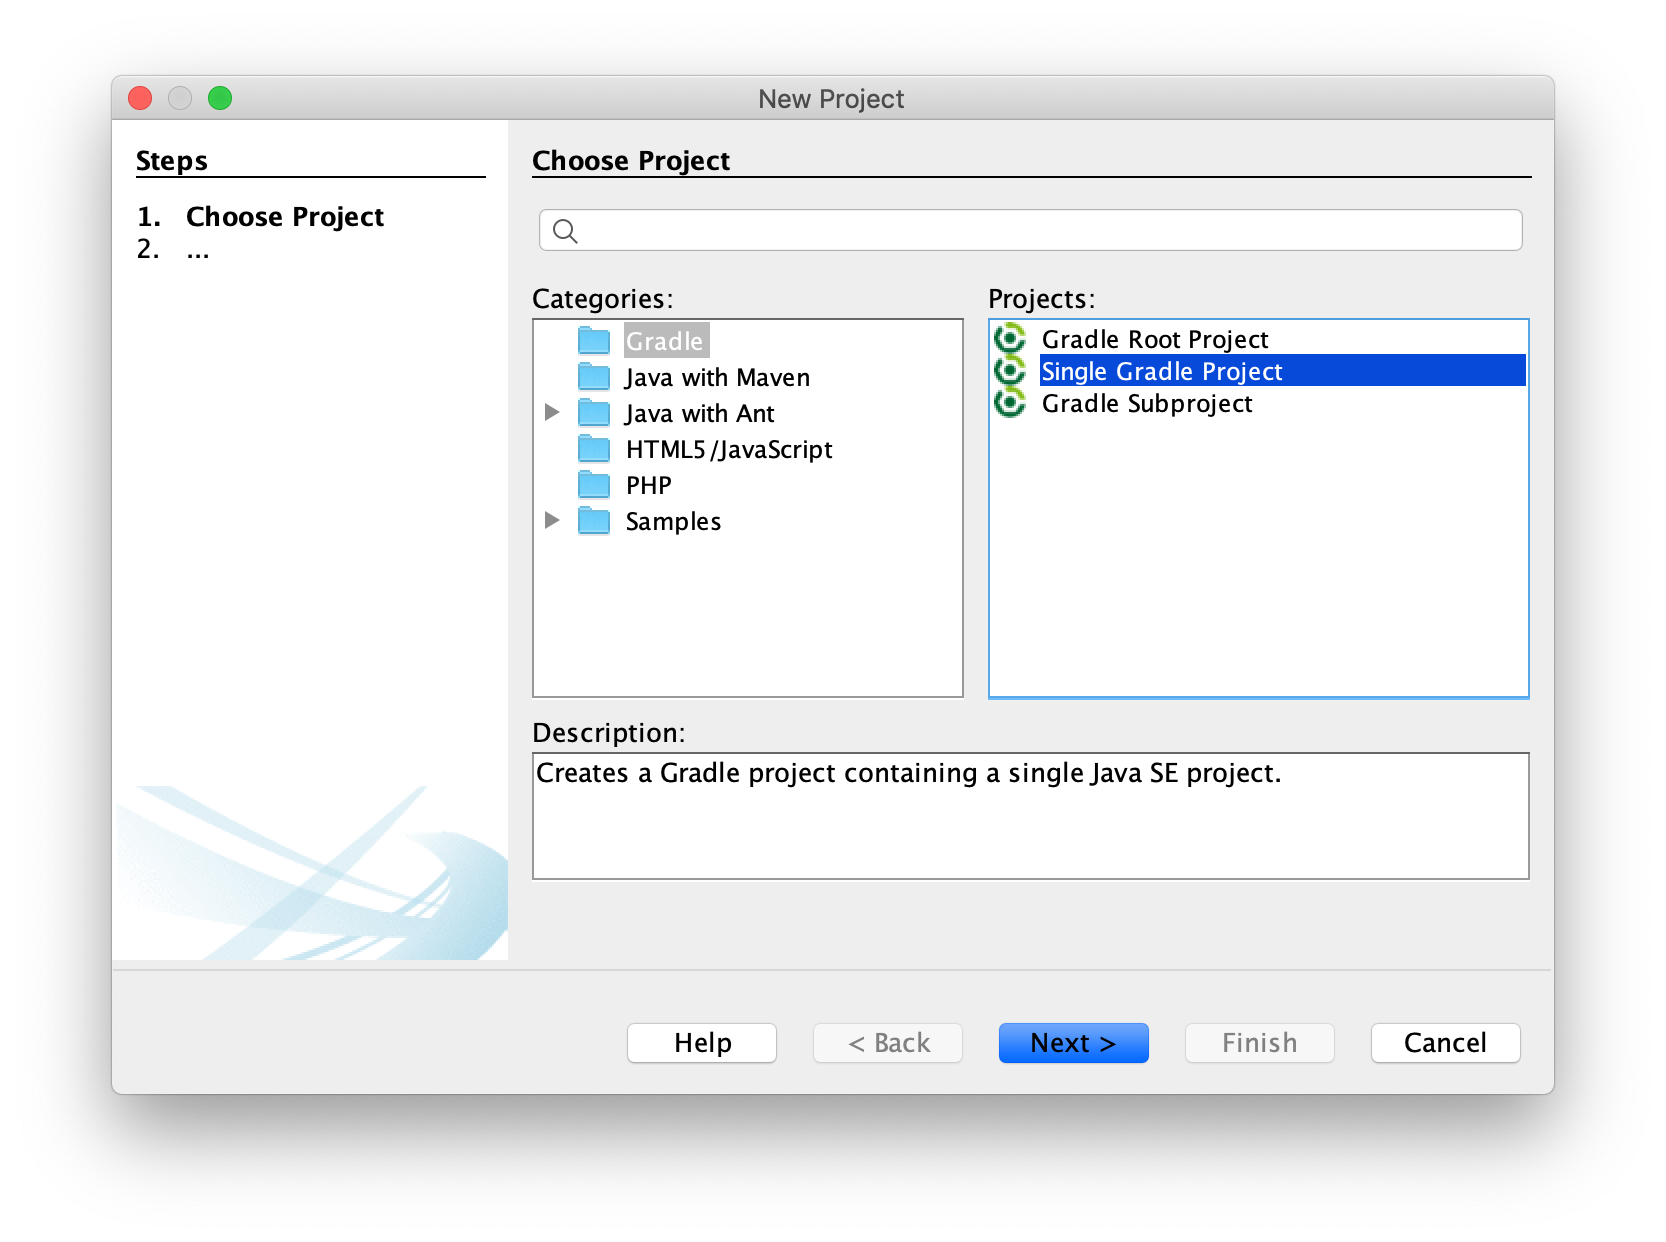 New Project
Steps
1. Choose Project
2. ...
Choose Project
Categories:
Gradle
Java with Maven
Java with Ant
HTML5/JavaScript
PHP
Samples
Projects:
Gradle Root Project
Single Gradle Project
Gradle Subproject
Description:
Creates a Gradle project containing a single Java SE project.
Help
< Back
Next >
Finish
Cancel